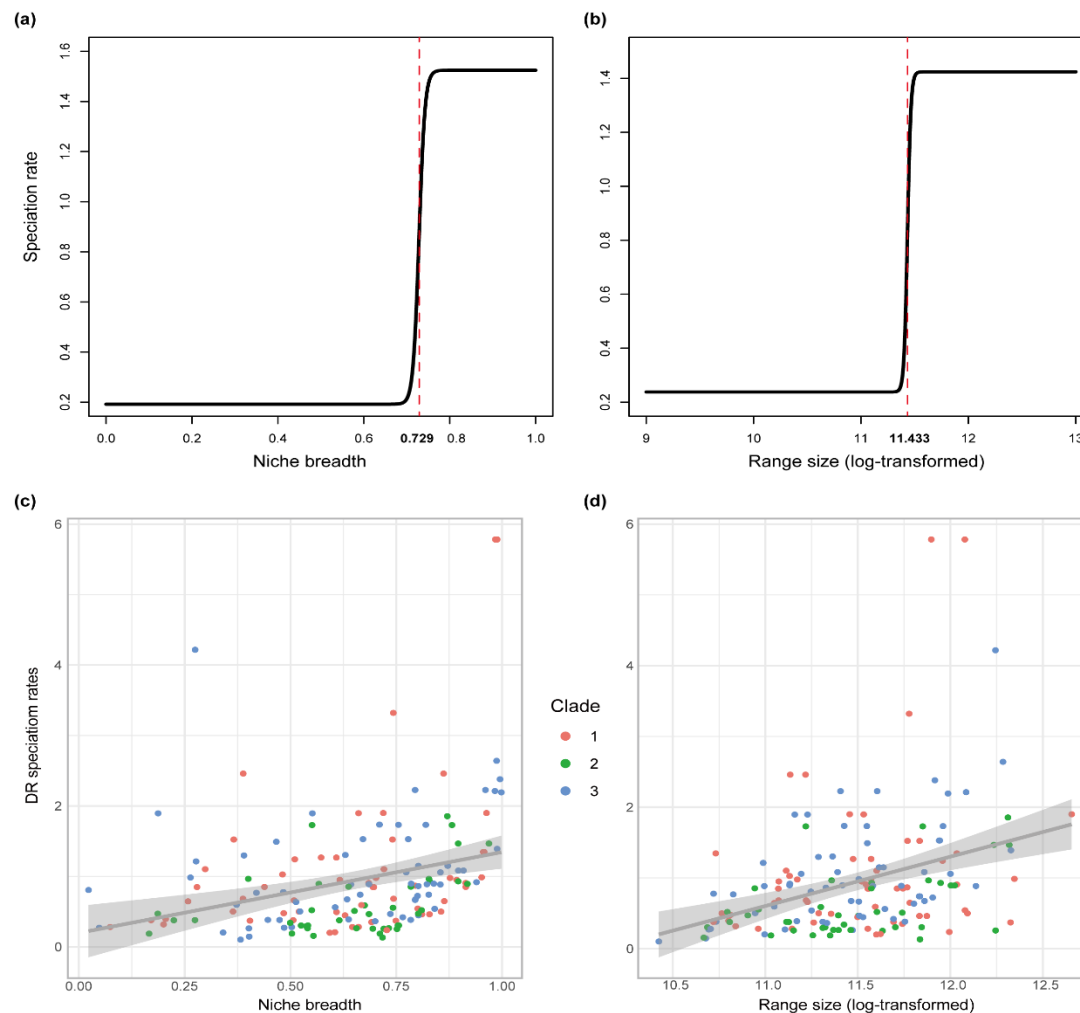 (a)
(b)
Speciation rate
1.6
1.4
1.2
1.0
0.8
0.6
0.4
0.2
0.0 0.2 0.4 0.6 0.729 0.8 1.0
Niche breadth
1.4
1.2
1.0
0.8
0.6
0.4
0.2
9 10 11 11.433 12 13
Range size (log-transformed)
(c)
(d)
DR speciatiom rates
6
4
2
0
0.00 0.25 0.50 0.75 1.00
Niche breadth
Clade
1
2
3
6
4
2
0
10.5 11.0 11.5 12.0 12.5
Range size (log-transformed)